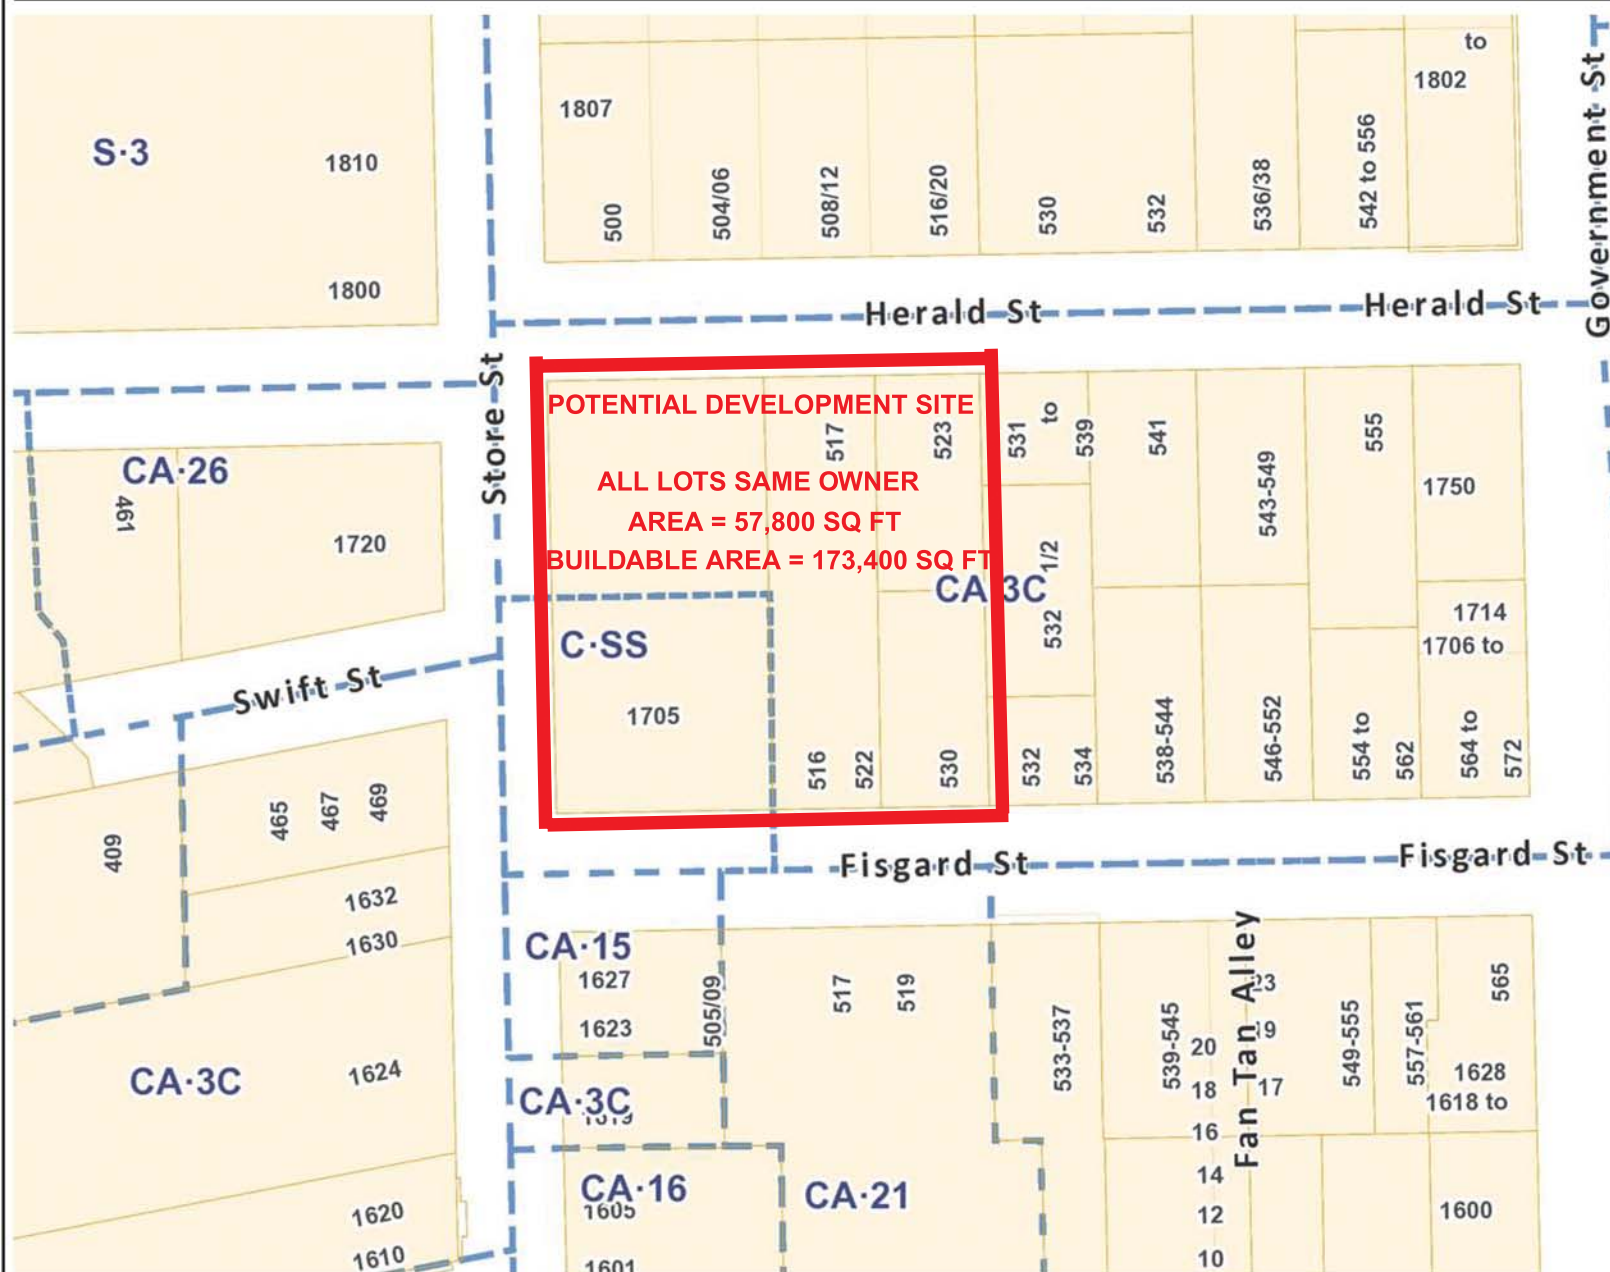 to
1802
1807
S·3
1810
500
504/06
508/12
516/20
530
532
536/38
542 to 556
Government St
1800
Herald St
Herald St
Store St
POTENTIAL DEVELOPMENT SITE
517
523
531
to
539
541
543-549
555
1750
ALL LOTS SAME OWNER
AREA = 57,800 SQ FT
BUILDABLE AREA = 173,400 SQ FT
CA·26
461
1720
CA·3C
532
1/2
C·SS
1705
516
522
530
532
534
538-544
546-552
554 to
562
564 to
572
1714
1706 to
Swift St
409
465
467
469
1632
1630
Fisgard St
Fisgard St
CA·15
1627
1623
505/09
517
519
533-537
539-545
Fan Tan Alley
23
19
17
20
18
16
14
12
10
549-555
557-561
565
1628
1618 to
CA·3C
1624
CA·3C
1619
CA·16
1605
1601
CA·21
1600
1620
1610